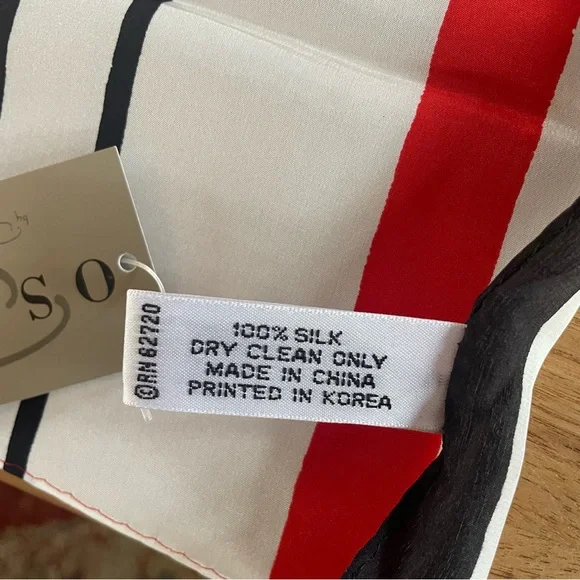 100% SILK
DRY CLEAN ONLY
MADE IN CHINA
PRINTED IN KOREA
©RN 62720
S O